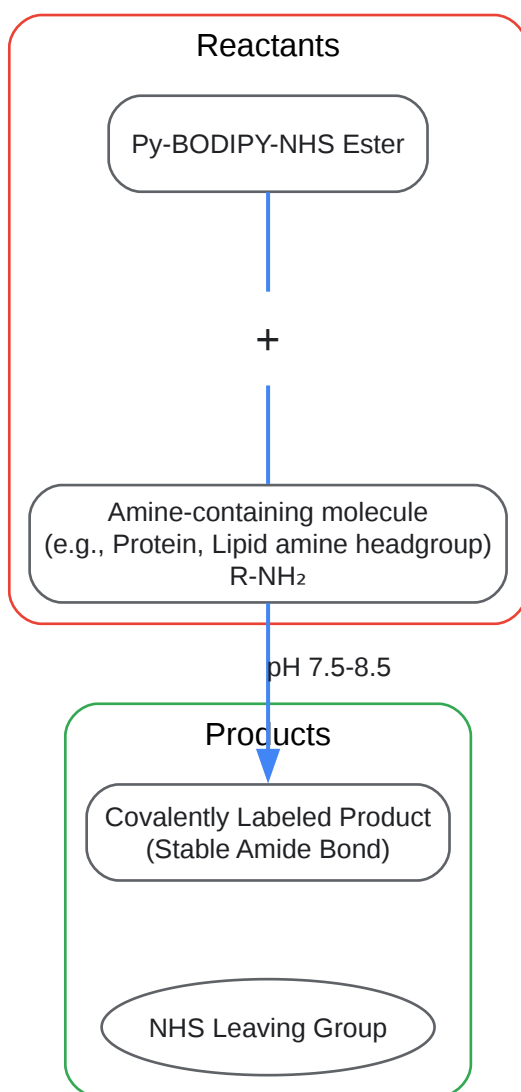 Reactants
Py-BODIPY-NHS Ester
+
Amine-containing molecule
(e.g., Protein, Lipid amine headgroup)
R-NH₂
pH 7.5-8.5
Products
Covalently Labeled Product
(Stable Amide Bond)
NHS Leaving Group